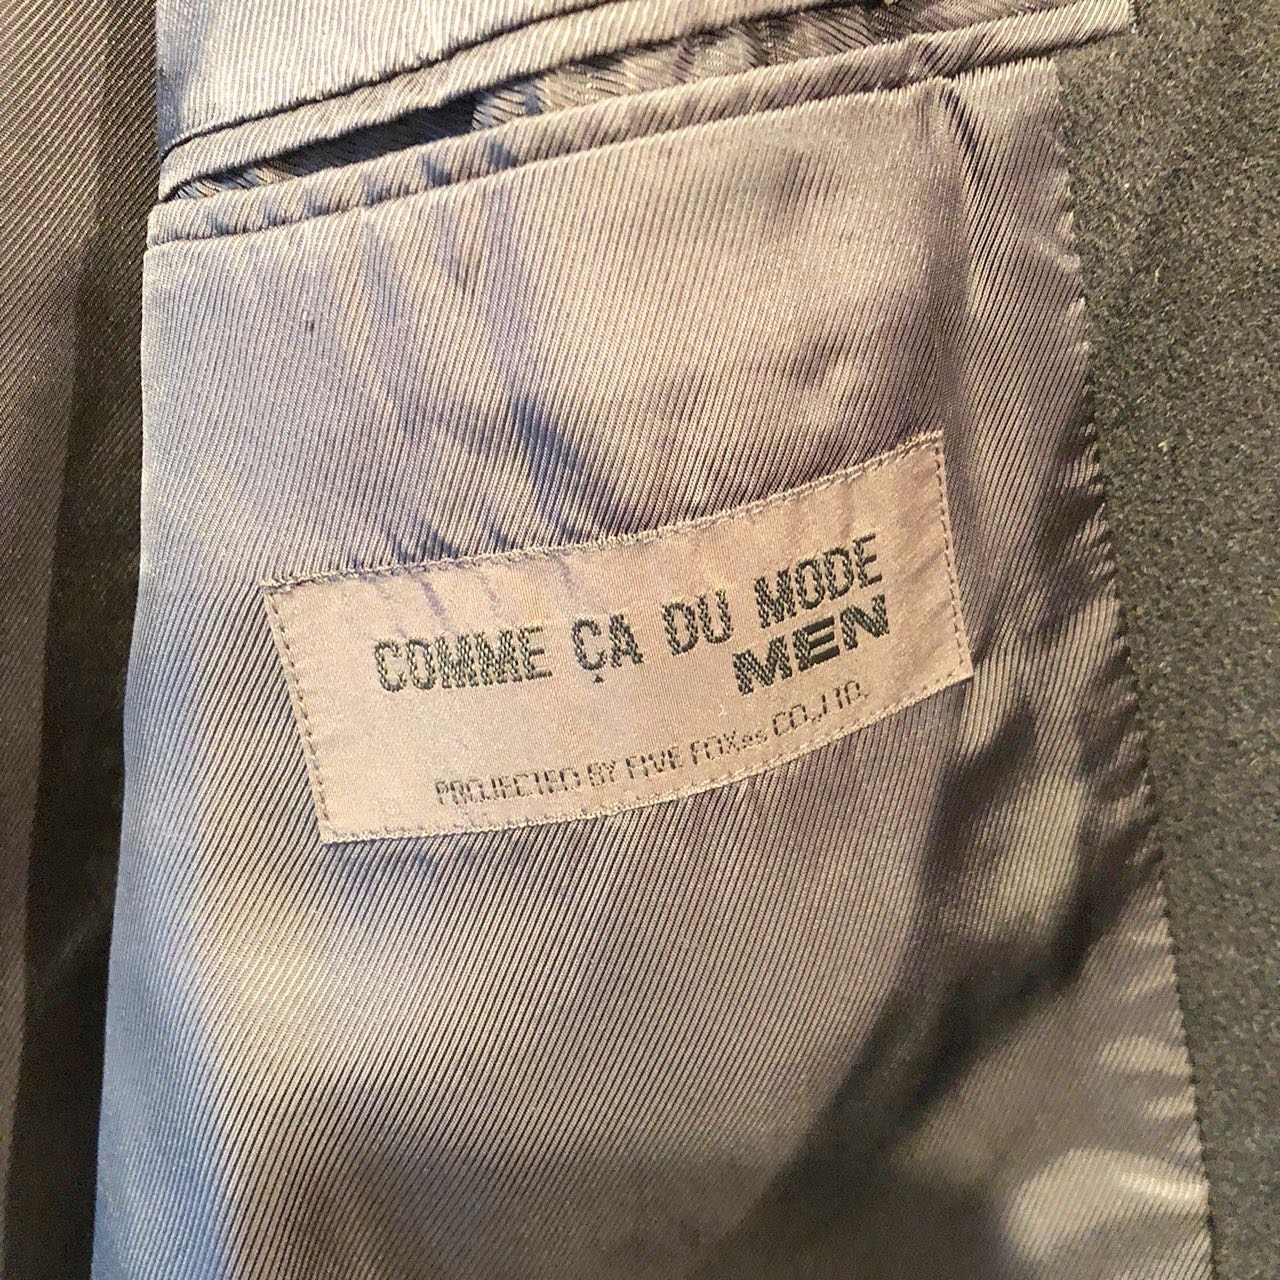 COMME ÇA DU MODE
MEN
PROJECTED BY FIVE FOXes CO.,LTD.